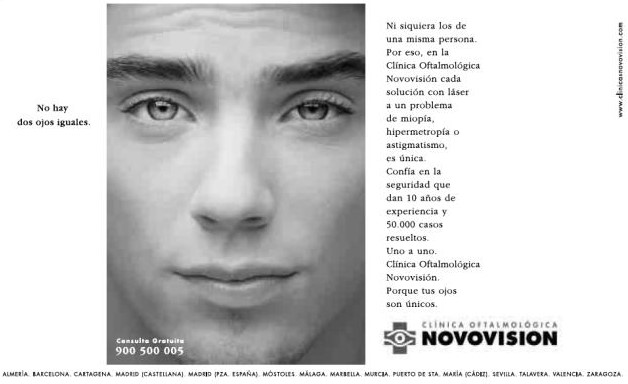 No hay
dos ojos iguales.
Ni siquiera los de
una misma persona.
Por eso, en la
Clínica Oftalmológica
Novovisión cada
solución con láser
a un problema
de miopía,
hipermetropía o
astigmatismo,
es única.
Confía en la
seguridad que
dan 10 años de
experiencia y
50.000 casos
resueltos.
Uno a uno.
Clínica Oftalmológica
Novovisión.
Porque tus ojos
son únicos.
www.clinicasnovovision.com
Consulta Gratuita
900 500 005
CLÍNICA OFTALMOLÓGICA
NOVOVISION
ALMERÍA. BARCELONA. CARTAGENA. MADRID (CASTELLANA). MADRID (PZA. ESPAÑA). MÓSTOLES. MÁLAGA. MARBELLA. MURCIA. PUERTO DE STA. MARÍA (CÁDIZ). SEVILLA. TALAVERA. VALENCIA. ZARAGOZA.